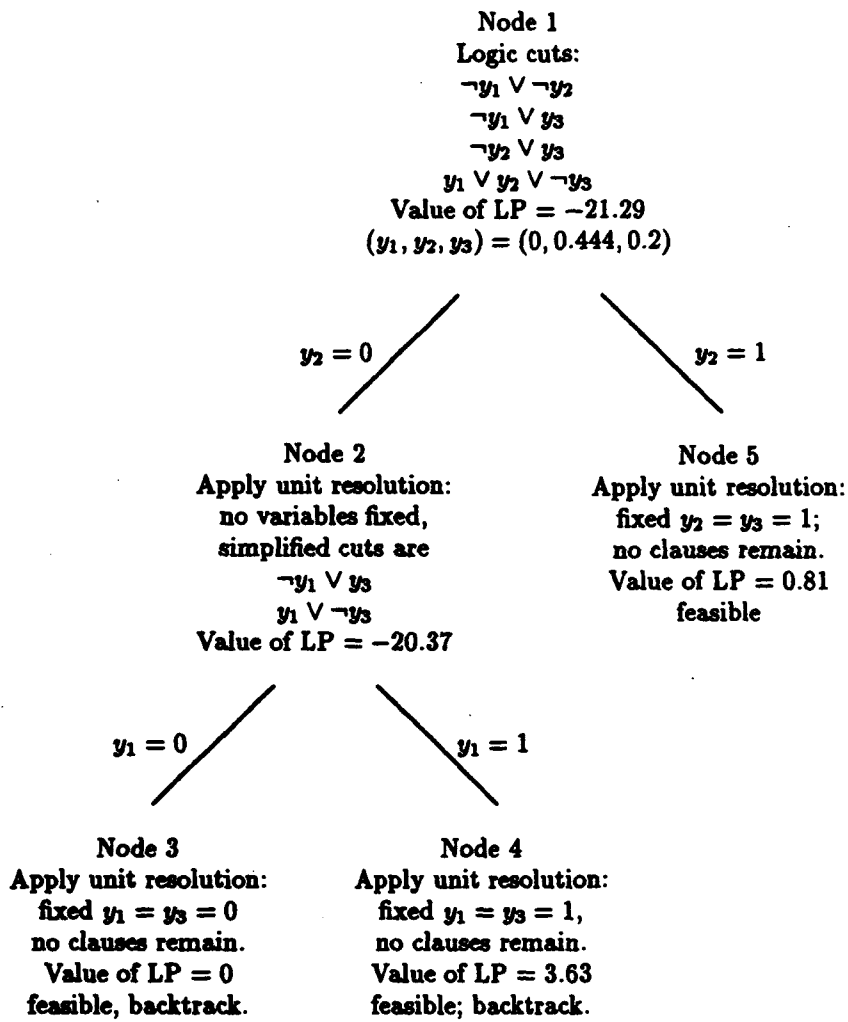 Node 1
Logic cuts:
¬y₁ ∨ ¬y₂
¬y₁ ∨ y₃
¬y₂ ∨ y₃
y₁ ∨ y₂ ∨ ¬y₃
Value of LP = −21.29
(y₁, y₂, y₃) = (0, 0.444, 0.2)
y₂ = 0
y₂ = 1
Node 2
Apply unit resolution:
no variables fixed,
simplified cuts are
¬y₁ ∨ y₃
y₁ ∨ ¬y₃
Value of LP = −20.37
Node 5
Apply unit resolution:
fixed y₂ = y₃ = 1;
no clauses remain.
Value of LP = 0.81
feasible
y₁ = 0
y₁ = 1
Node 3
Apply unit resolution:
fixed y₁ = y₃ = 0
no clauses remain.
Value of LP = 0
feasible, backtrack.
Node 4
Apply unit resolution:
fixed y₁ = y₃ = 1,
no clauses remain.
Value of LP = 3.63
feasible; backtrack.